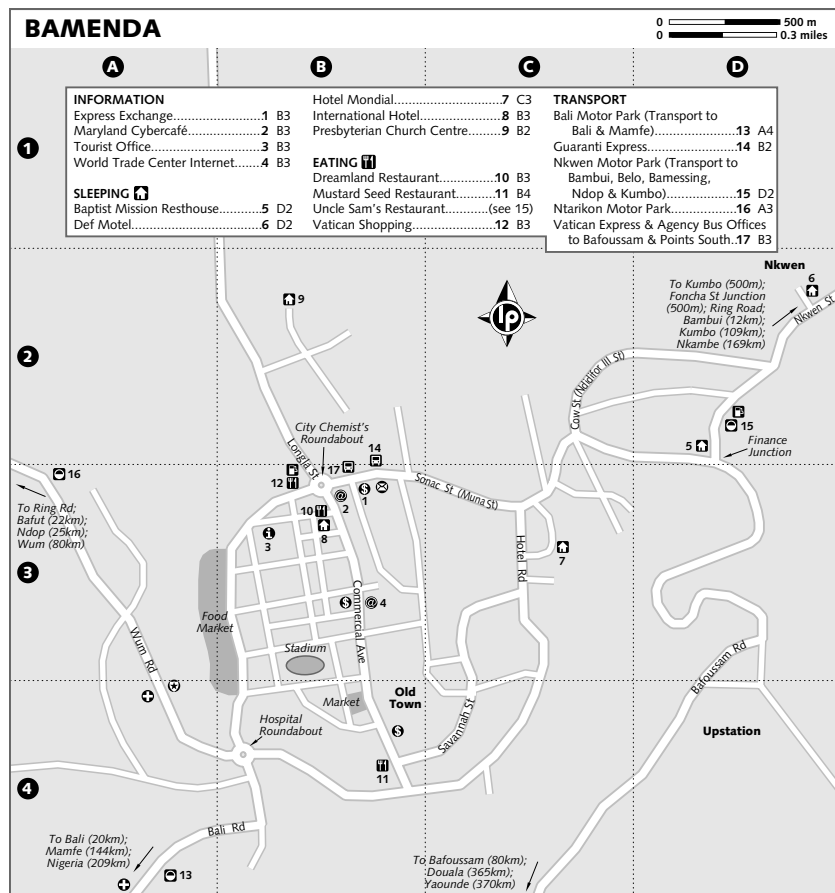 BAMENDA
0 500 m
0 0.3 miles
A B C D
1
INFORMATION
Express Exchange..................1 B3
Maryland Cybercafé...............2 B3
Tourist Office.........................3 B3
World Trade Center Internet.....4 B3
SLEEPING
Baptist Mission Resthouse.........5 D2
Def Motel..............................6 D2
Hotel Mondial.........................7 C3
International Hotel...................8 B3
Presbyterian Church Centre.......9 B2
EATING
Dreamland Restaurant.............10 B3
Mustard Seed Restaurant.........11 B4
Uncle Sam's Restaurant.........(see 15)
Vatican Shopping...................12 B3
TRANSPORT
Bali Motor Park (Transport to
Bali & Mamfe)......................13 A4
Guaranti Express....................14 B2
Nkwen Motor Park (Transport to
Bambui, Belo, Bamessing,
Ndop & Kumbo)...................15 D2
Ntarikon Motor Park...............16 A3
Vatican Express & Agency Bus Offices
to Bafoussam & Points South..17 B3
Nkwen
6
To Kumbo (500m);
Foncha St Junction
(500m); Ring Road;
Bambui (12km);
Kumbo (109km);
Nkambe (169km)
Nkwen St
9
lp
2
Cow St (Ndidifor III St)
City Chemist's
Roundabout
Longla St
14
17
15
5
Finance
Junction
16
12
Sonac St (Muna St)
To Ring Rd;
Bafut (22km);
Ndop (25km);
Wum (80km)
2
1
10
8
3
Hotel Rd
7
3
Commercial Ave
4
Food
Market
Wum Rd
Stadium
Bafoussam Rd
Market
Old
Town
Savannah St
Upstation
Hospital
Roundabout
11
4
Bali Rd
To Bali (20km);
Mamfe (144km);
Nigeria (209km)
13
To Bafoussam (80km);
Douala (365km);
Yaounde (370km)